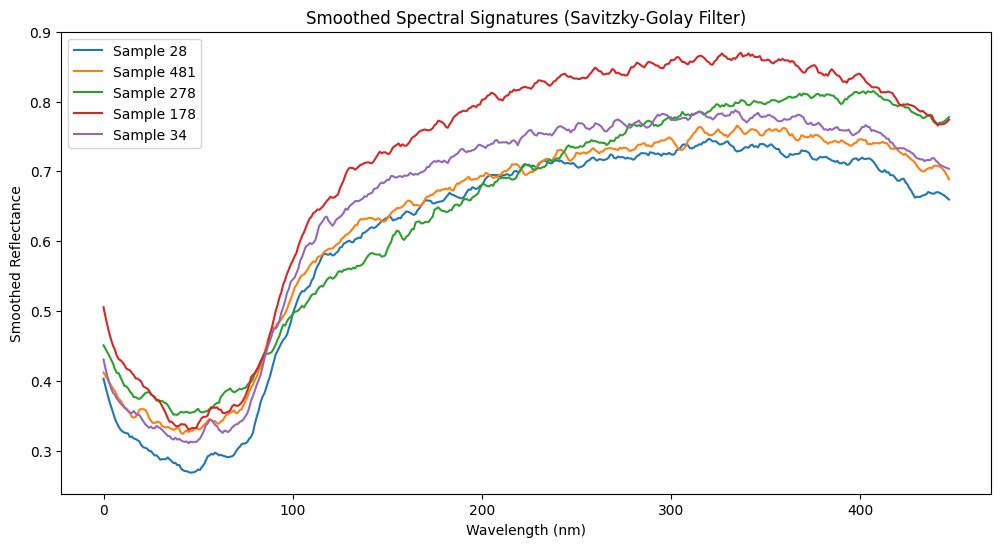 Smoothed Spectral Signatures (Savitzky-Golay Filter)
Sample 28
Sample 481
Sample 278
Sample 178
Sample 34
Smoothed Reflectance
0.9
0.8
0.7
0.6
0.5
0.4
0.3
0 100 200 300 400
Wavelength (nm)